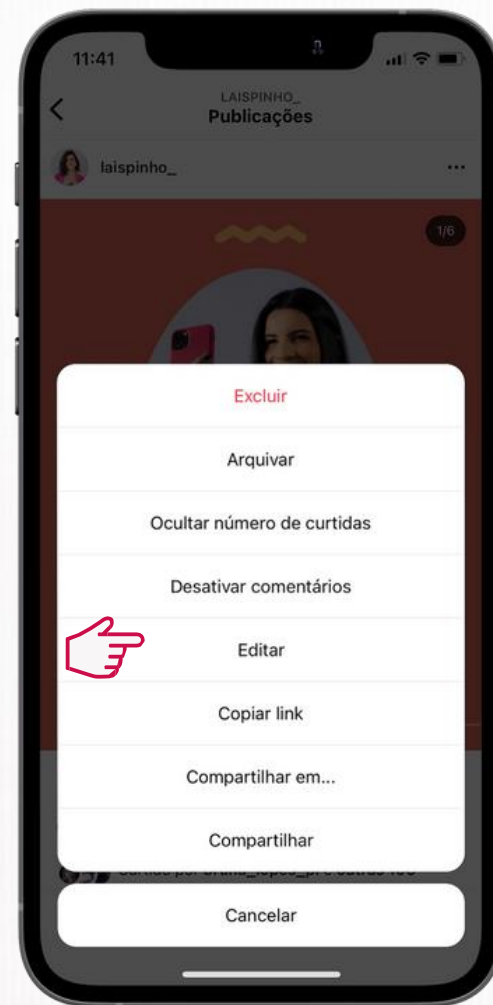 11:41
LAISPINHO_
Publicações
laispinho_
1/6
Excluir
Arquivar
Ocultar número de curtidas
Desativar comentários
Editar
Copiar link
Compartilhar em...
Compartilhar
Cancelar